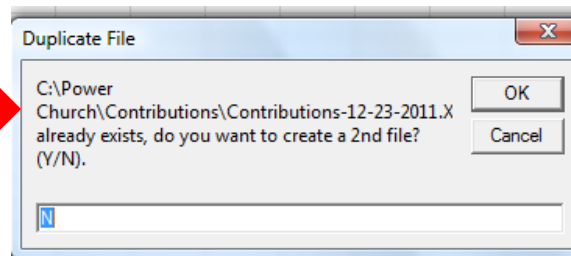 Duplicate File
C:\Power
Church\Contributions\Contributions-12-23-2011.X
already exists, do you want to create a 2nd file?
(Y/N).
OK
Cancel
N